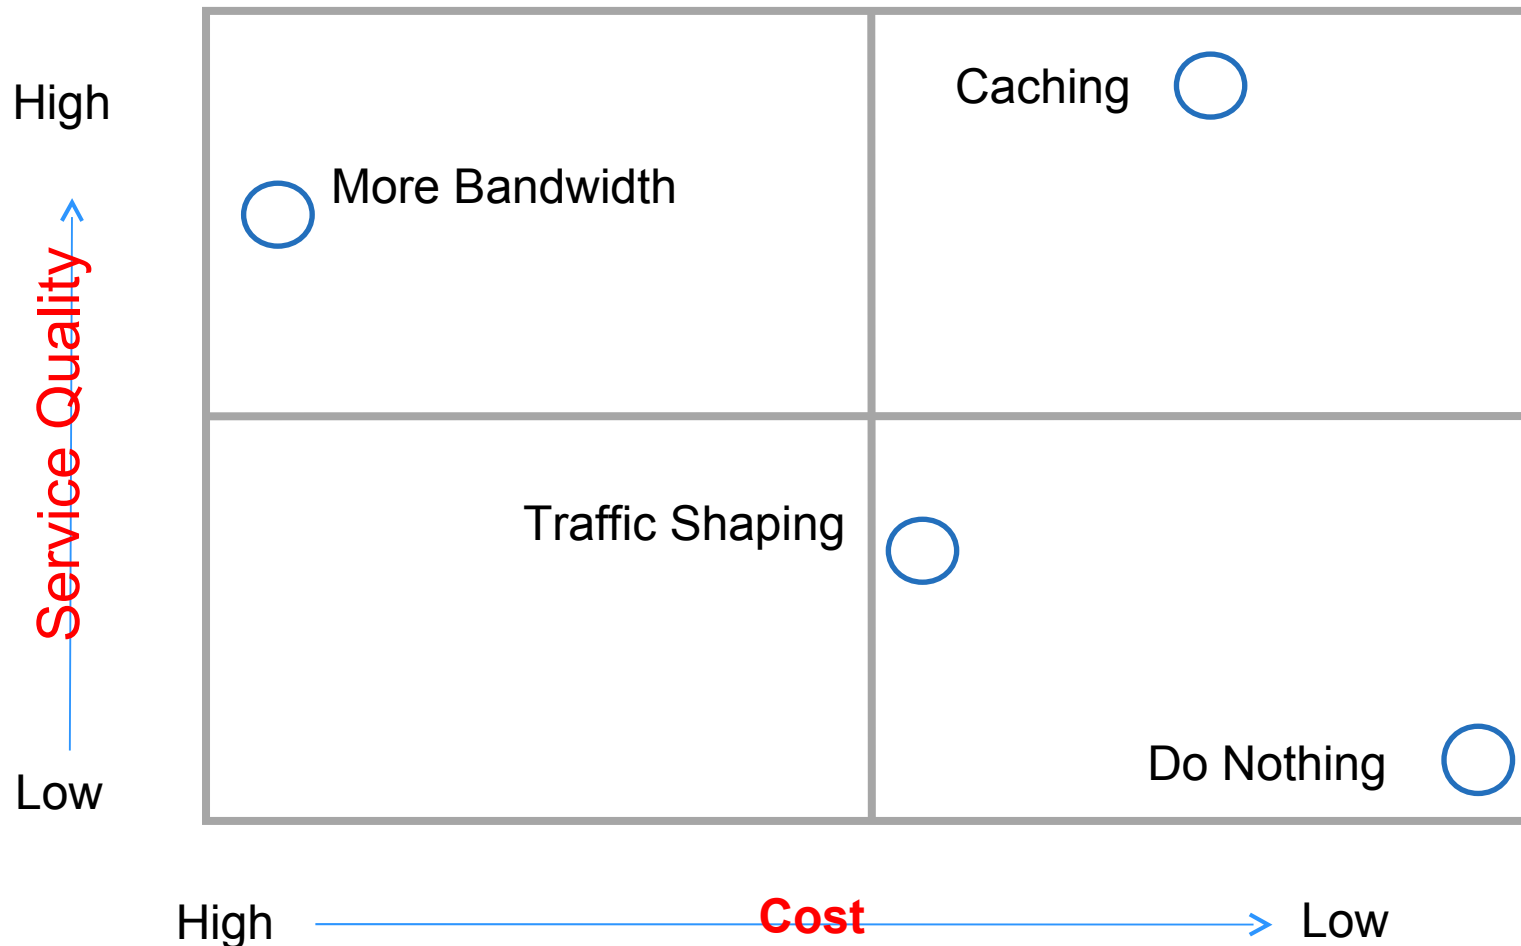 High
Caching
More Bandwidth
Service Quality
Traffic Shaping
Do Nothing
Low
High
Cost
Low